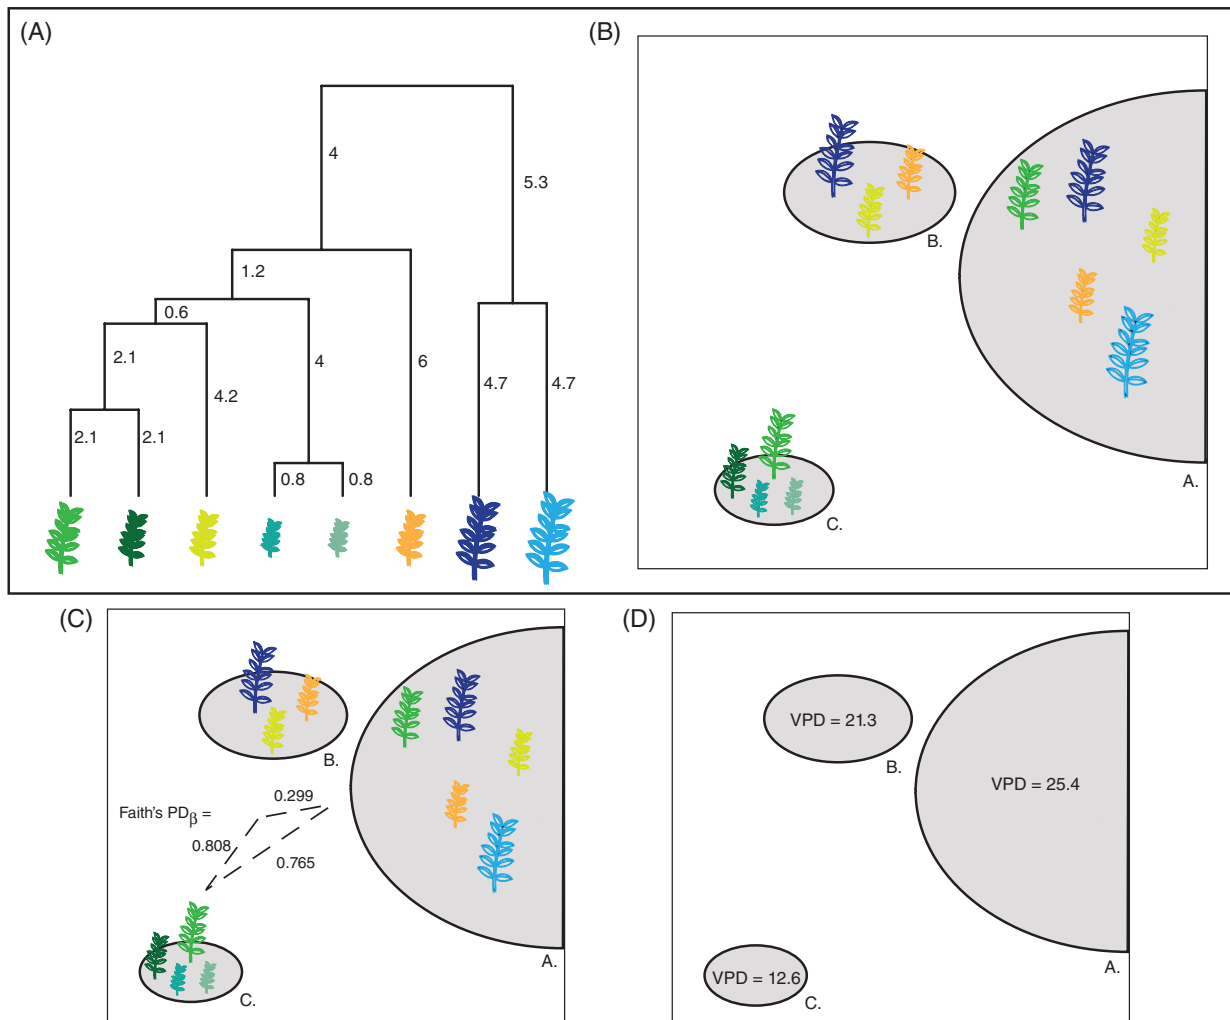 (A)
4
5.3
1.2
0.6
2.1
4.2
4
6
4.7
4.7
2.1
2.1
0.8
0.8
(B)
B.
A.
C.
(C)
B.
Faith's PDβ =
0.299
0.808
0.765
A.
C.
(D)
VPD = 21.3
B.
VPD = 25.4
A.
VPD = 12.6
C.